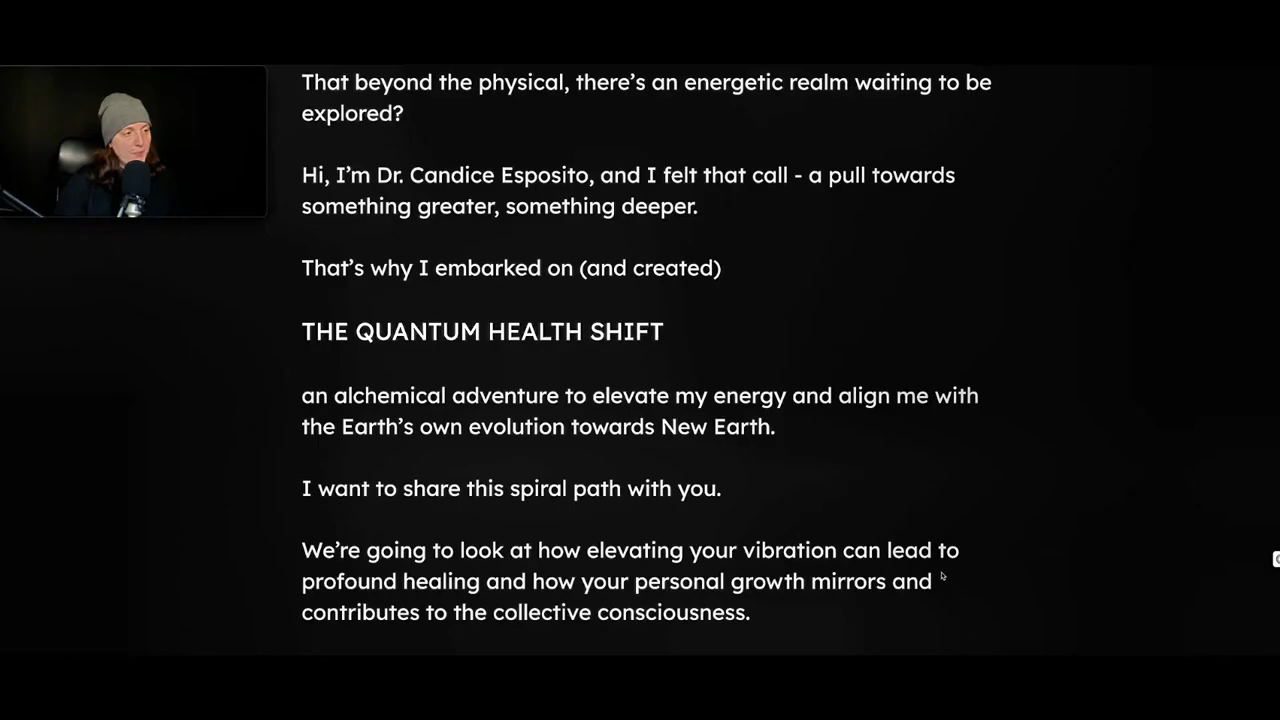 That beyond the physical, there’s an energetic realm waiting to be
explored?
Hi, I’m Dr. Candice Esposito, and I felt that call - a pull towards
something greater, something deeper.
That’s why I embarked on (and created)
THE QUANTUM HEALTH SHIFT
an alchemical adventure to elevate my energy and align me with
the Earth’s own evolution towards New Earth.
I want to share this spiral path with you.
We’re going to look at how elevating your vibration can lead to
profound healing and how your personal growth mirrors and
contributes to the collective consciousness.